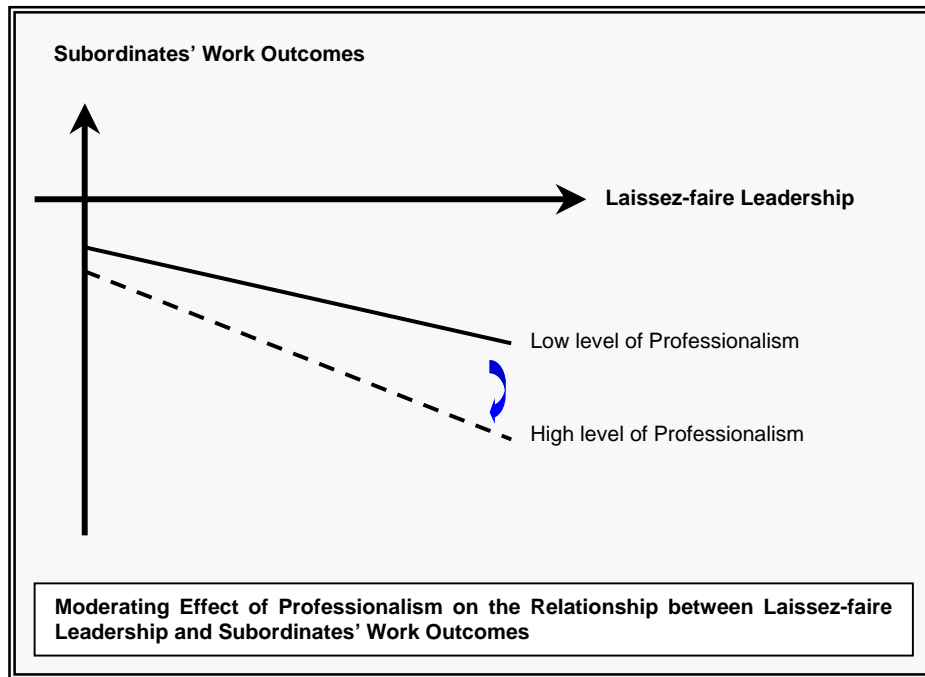 Subordinates’ Work Outcomes
Laissez-faire Leadership
Low level of Professionalism
High level of Professionalism
Moderating Effect of Professionalism on the Relationship between Laissez-faire
Leadership and Subordinates’ Work Outcomes